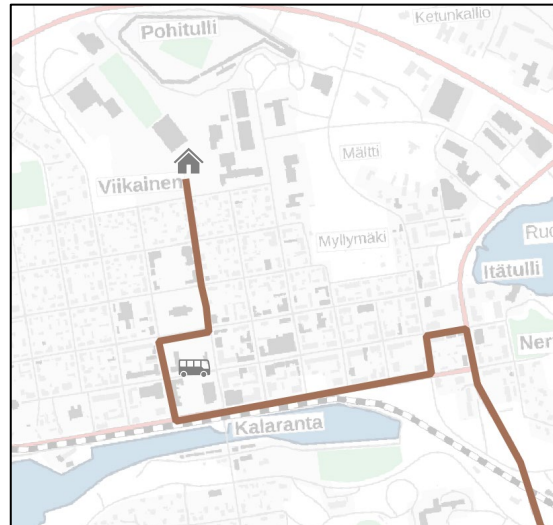 Ketunkallio
Pohitulli
Mältti
Viikainen
Myllymäki
Itätulli
Kalaranta